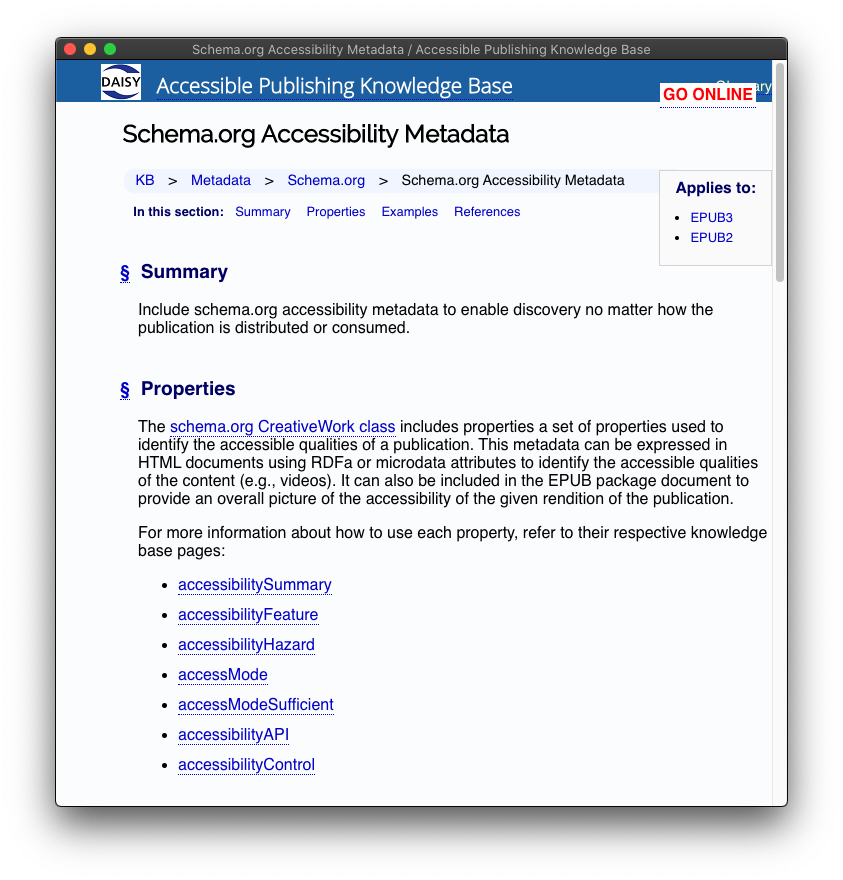 Schema.org Accessibility Metadata / Accessible Publishing Knowledge Base
DAISY
Accessible Publishing Knowledge Base
GO ONLINE
Schema.org Accessibility Metadata
KB > Metadata > Schema.org > Schema.org Accessibility Metadata
In this section: Summary Properties Examples References
Applies to:
• EPUB3
• EPUB2
§ Summary
Include schema.org accessibility metadata to enable discovery no matter how the
publication is distributed or consumed.
§ Properties
The schema.org CreativeWork class includes properties a set of properties used to
identify the accessible qualities of a publication. This metadata can be expressed in
HTML documents using RDFa or microdata attributes to identify the accessible qualities
of the content (e.g., videos). It can also be included in the EPUB package document to
provide an overall picture of the accessibility of the given rendition of the publication.
For more information about how to use each property, refer to their respective knowledge
base pages:
• accessibilitySummary
• accessibilityFeature
• accessibilityHazard
• accessMode
• accessModeSufficient
• accessibilityAPI
• accessibilityControl